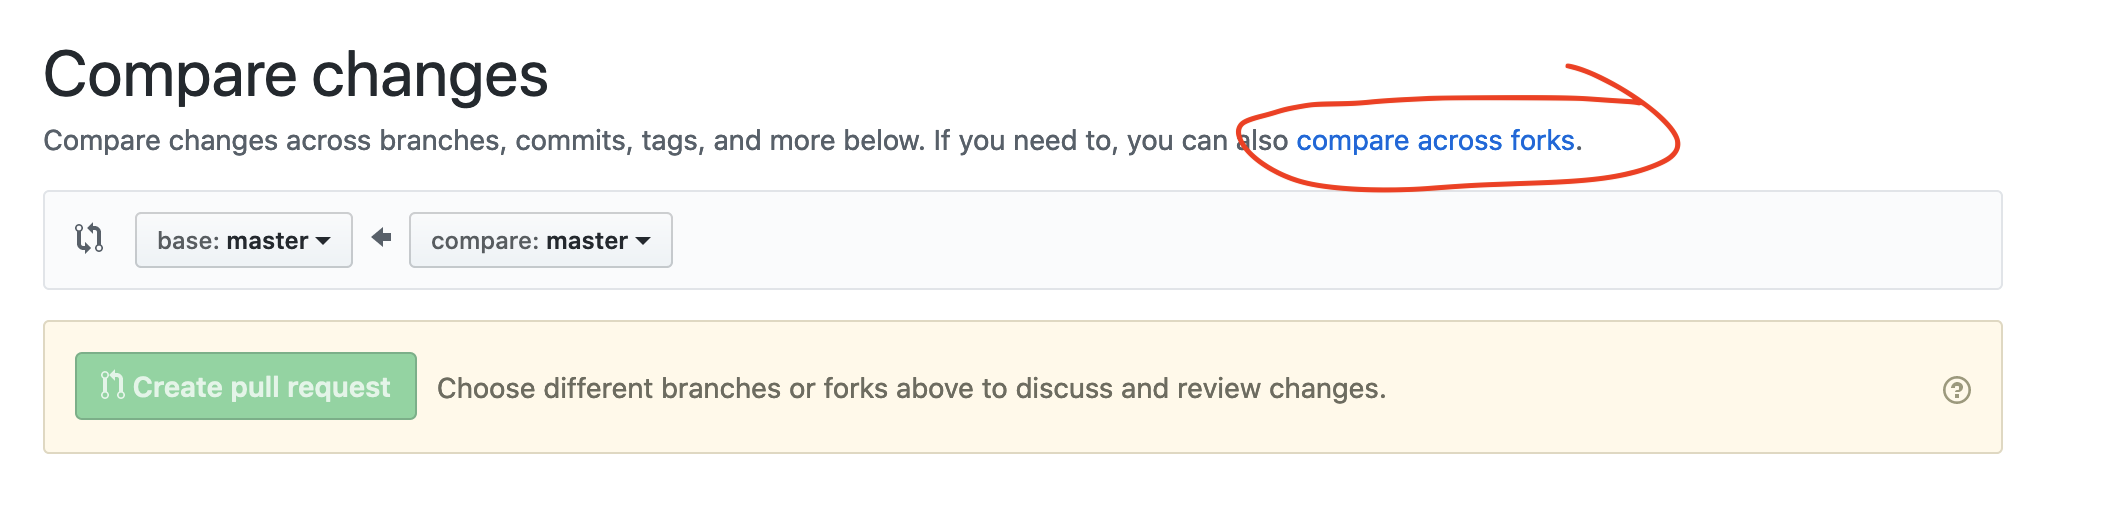 Compare changes
Compare changes across branches, commits, tags, and more below. If you need to, you can also compare across forks.
base: master compare: master
Create pull request Choose different branches or forks above to discuss and review changes. ?